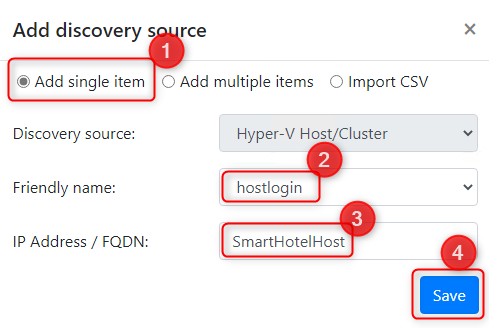 Add discovery source ×
1
Add single item Add multiple items Import CSV
Discovery source: Hyper-V Host/Cluster
2
Friendly name: hostlogin
3
IP Address / FQDN: SmartHotelHost
4
Save